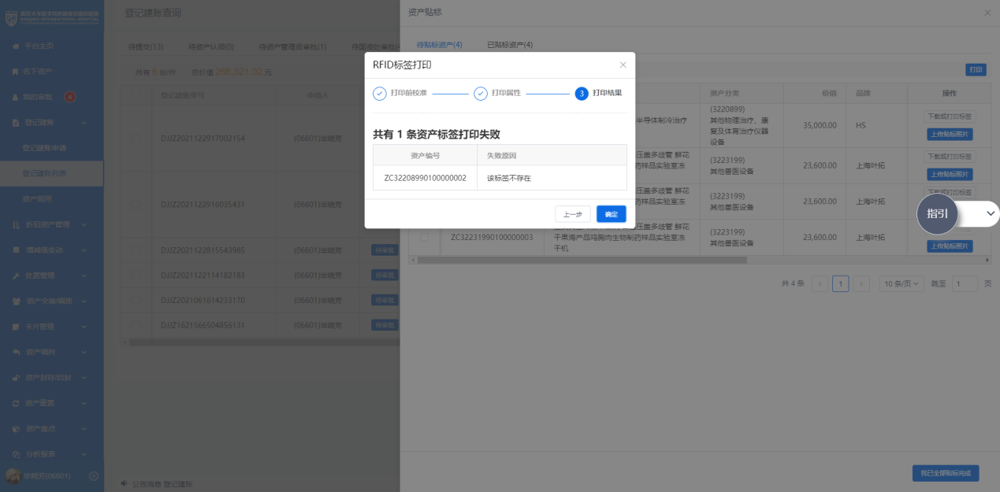 登记建账查询
资产贴标
平台主页
名下资产
我的审批 4
登记建账
登记建账申请
登记建账列表
资产领用
折旧资产管理
增减值变动
处置管理
资产交接/调拨
卡片管理
资产调剂
资产封存/启封
资产重置
资产盘点
分析报表
毕晓芳(06601)
待提交(13)
待资产认领(0)
待资产管理员审批(1)
待国资处审批(
共有 6 台/件 总价值 266,321.02 元
登记建账单号
申请人
DJJZ2021122917002154
(06601)毕晓芳
DJJZ2021122916035431
(06601)毕晓芳
DJJZ2021122815543985
(06601)毕晓芳
待审批
DJJZ2021122114182183
(06601)毕晓芳
待审批
DJJZ2021061614233170
(06601)毕晓芳
待审批
DJJZ1621566504856131
(06601)毕晓芳
待审批
公告消息 登记建账
待贴标资产(4)
已贴标资产(4)
打印
资产分类
价值
品牌
操作
半导体制冷治疗
(3220899)
其他物理治疗、康
复及体育治疗仪器
设备
35,000.00
HS
下载或打印标签
上传贴标照片
压盖多歧管 鲜花
药样品实验室冻
(3223199)
其他兽医设备
23,600.00
上海叶拓
下载或打印标签
上传贴标照片
压盖多歧管 鲜花
药样品实验室冻
(3223199)
其他兽医设备
23,600.00
上海叶拓
下载或打印标签
ZC32231990100000003
压盖多歧管 鲜花
干果海产品鸡胸肉生物制药样品实验室冻
干机
(3223199)
其他兽医设备
23,600.00
上海叶拓
上传贴标照片
共 4 条
1
10 条/页
跳至 1 页
我已全部贴标完成
指引
RFID标签打印
打印前校准
打印属性
3 打印结果
共有 1 条资产标签打印失败
资产编号
失败原因
ZC32208990100000002
该标签不存在
上一步
确定